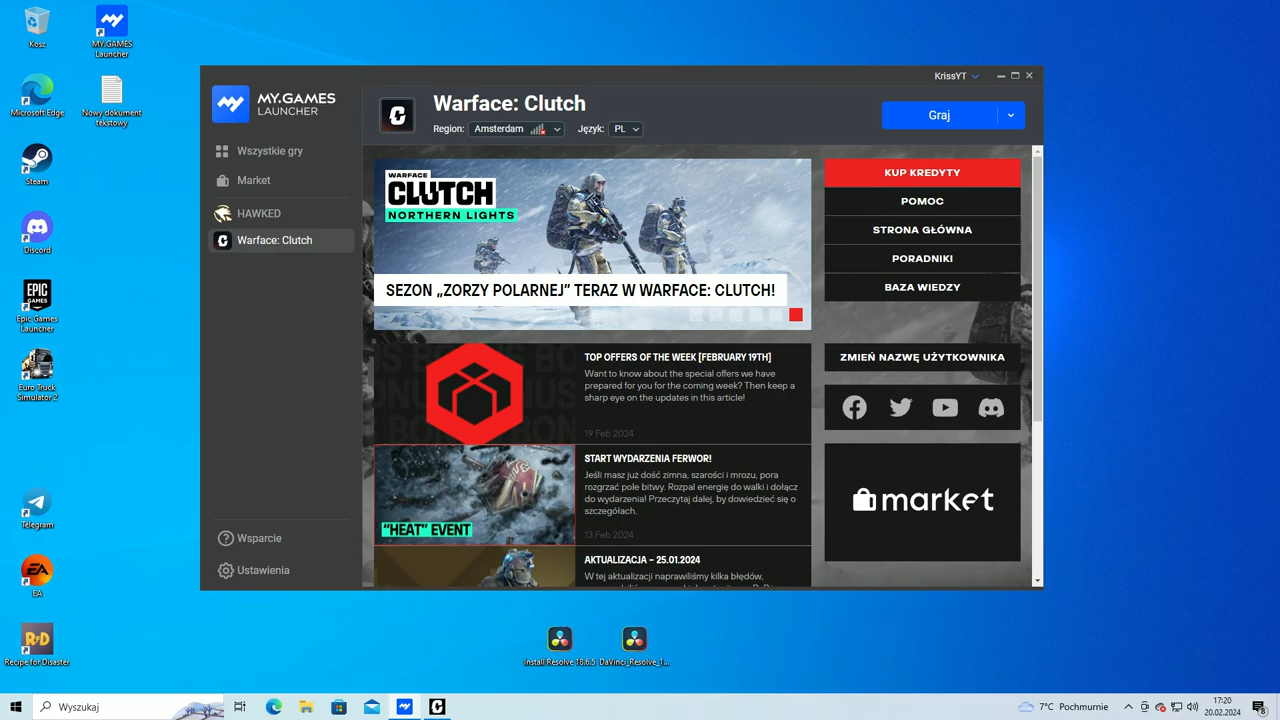 Kosz
MY.GAMES
Launcher
Microsoft Edge
Nowy dokument
tekstowy
Steam
Discord
EPIC
GAMES
Epic Games
Launcher
Euro Truck
Simulator 2
Telegram
EA
EA
RFD
Recipe for Disaster
Install Resolve 18.6.5
DaVinci_Resolve_1...
KrissYT
MY.GAMES
LAUNCHER
Wszystkie gry
Market
HAWKED
Warface: Clutch
Wsparcie
Ustawienia
Warface: Clutch
Region: Amsterdam Język: PL
Graj
WARFACE
CLUTCH
NORTHERN LIGHTS
SEZON „ZORZY POLARNEJ” TERAZ W WARFACE: CLUTCH!
TOP OFFERS OF THE WEEK [FEBRUARY 19TH]
Want to know about the special offers we have
prepared for you for the coming week? Then keep a
sharp eye on the updates in this article!
19 Feb 2024
"HEAT" EVENT
START WYDARZENIA FERWOR!
Jeśli masz już dość zimna, szarości i mrozu, pora
rozgrzać pole bitwy. Rozpal energię do walki i dołącz
do wydarzenia! Przeczytaj dalej, by dowiedzieć się o
szczegółach.
13 Feb 2024
AKTUALIZACJA – 25.01.2024
W tej aktualizacji naprawiliśmy kilka błędów,
KUP KREDYTY
POMOC
STRONA GŁÓWNA
PORADNIKI
BAZA WIEDZY
ZMIEŃ NAZWĘ UŻYTKOWNIKA
market
Wyszukaj
7°C Pochmurnie
17:20
20.02.2024
8